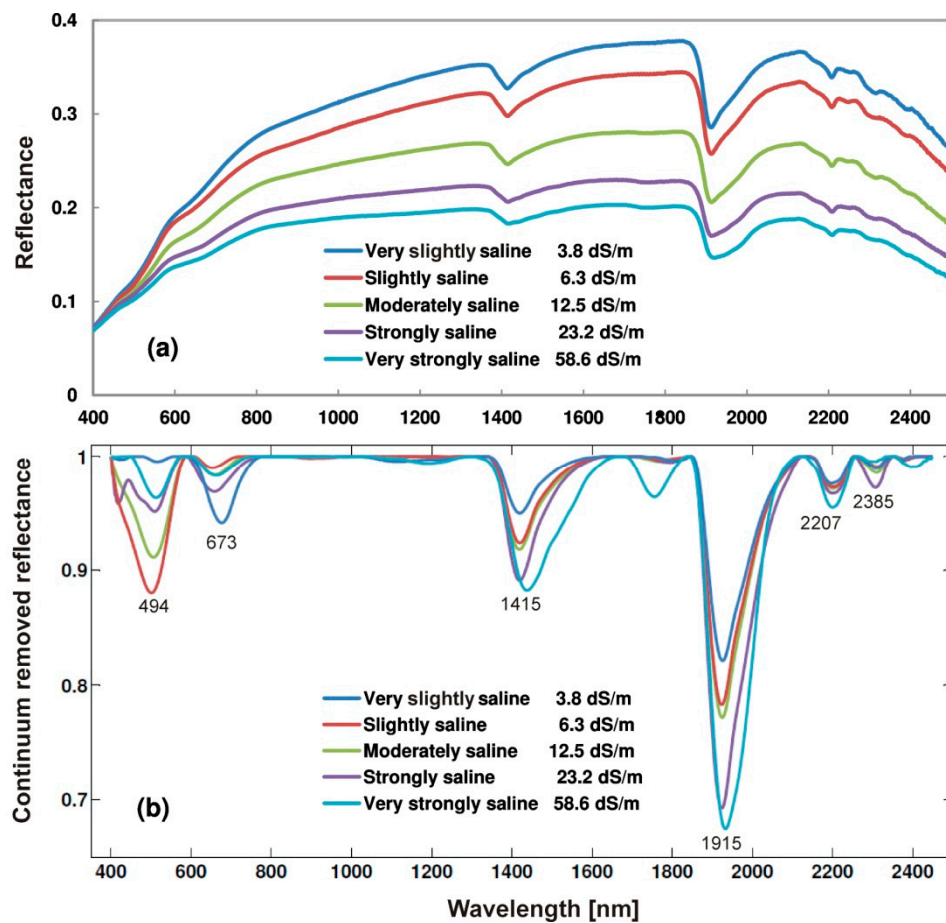 0.4
0.3
0.2
0.1
0
Reflectance
Very slightly saline 3.8 dS/m
Slightly saline 6.3 dS/m
Moderately saline 12.5 dS/m
Strongly saline 23.2 dS/m
Very strongly saline 58.6 dS/m
(a)
400 600 800 1000 1200 1400 1600 1800 2000 2200 2400
1
0.9
0.8
0.7
Continuum removed reflectance
494
673
1415
1915
2207
2385
Very slightly saline 3.8 dS/m
Slightly saline 6.3 dS/m
Moderately saline 12.5 dS/m
Strongly saline 23.2 dS/m
Very strongly saline 58.6 dS/m
(b)
400 600 800 1000 1200 1400 1600 1800 2000 2200 2400
Wavelength [nm]